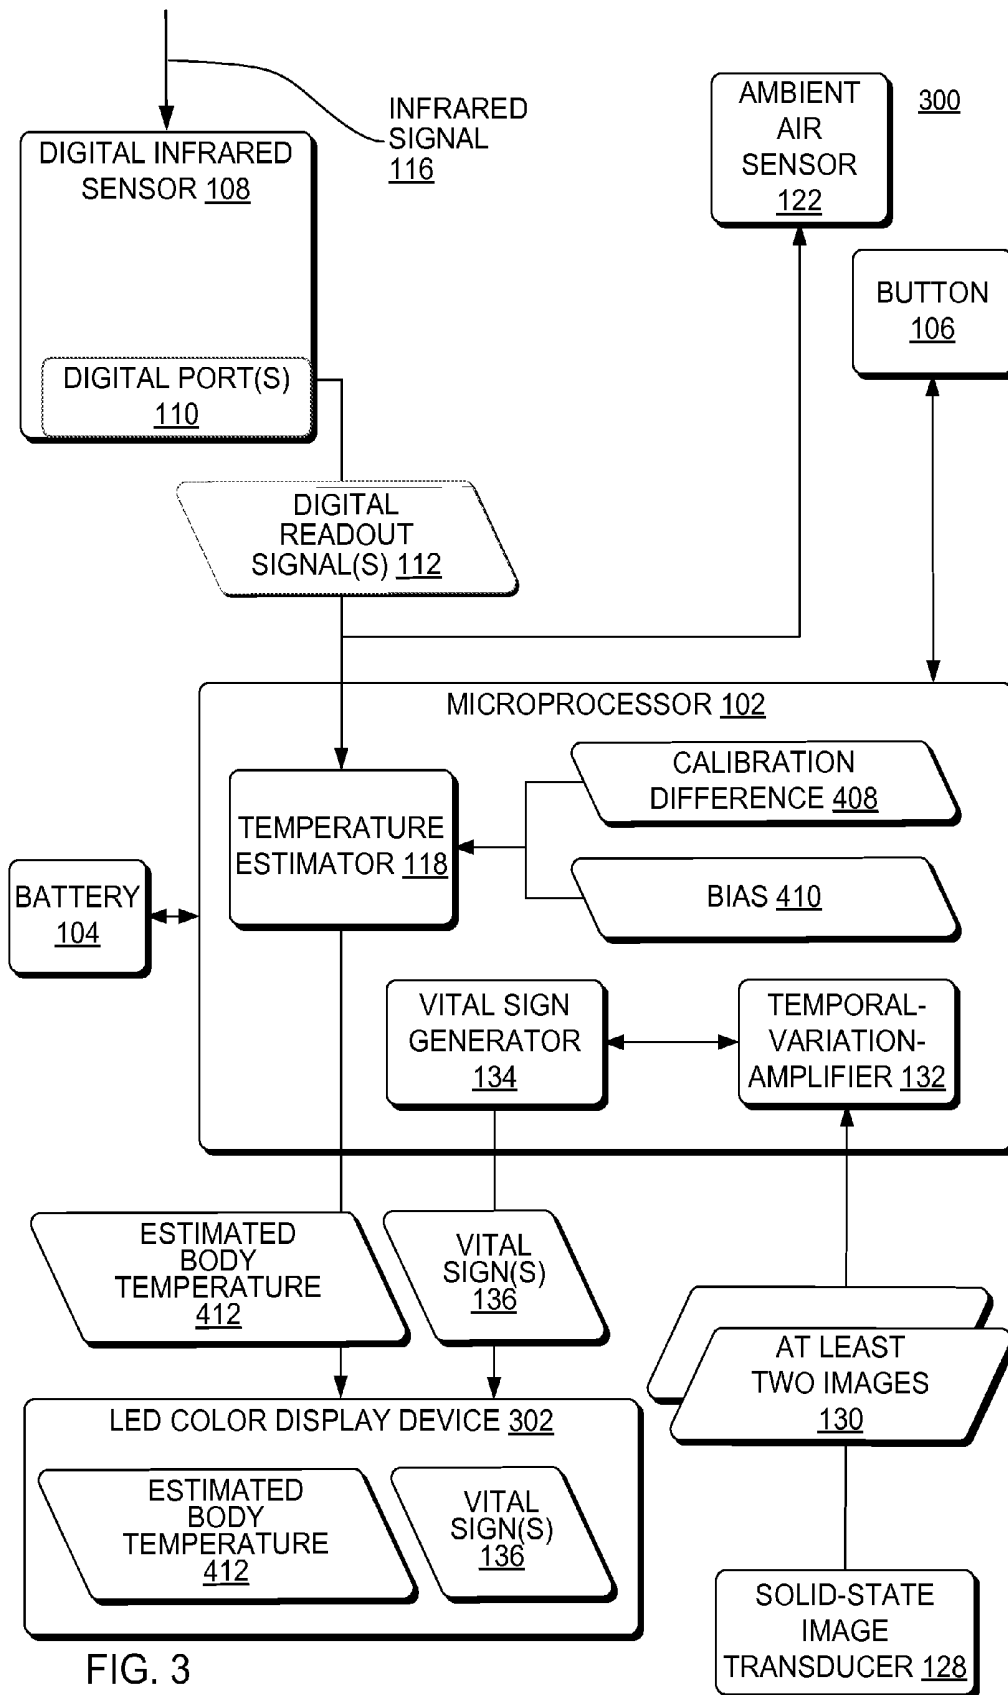 INFRARED
SIGNAL
116
AMBIENT
AIR
SENSOR
122
300
DIGITAL INFRARED
SENSOR 108
BUTTON
106
DIGITAL PORT(S)
110
DIGITAL
READOUT
SIGNAL(S) 112
MICROPROCESSOR 102
CALIBRATION
DIFFERENCE 408
TEMPERATURE
ESTIMATOR 118
BIAS 410
BATTERY
104
VITAL SIGN
GENERATOR
134
TEMPORAL-
VARIATION-
AMPLIFIER 132
ESTIMATED
BODY
TEMPERATURE
412
VITAL
SIGN(S)
136
AT LEAST
TWO IMAGES
130
LED COLOR DISPLAY DEVICE 302
ESTIMATED
BODY
TEMPERATURE
412
VITAL
SIGN(S)
136
SOLID-STATE
IMAGE
TRANSDUCER 128
FIG. 3